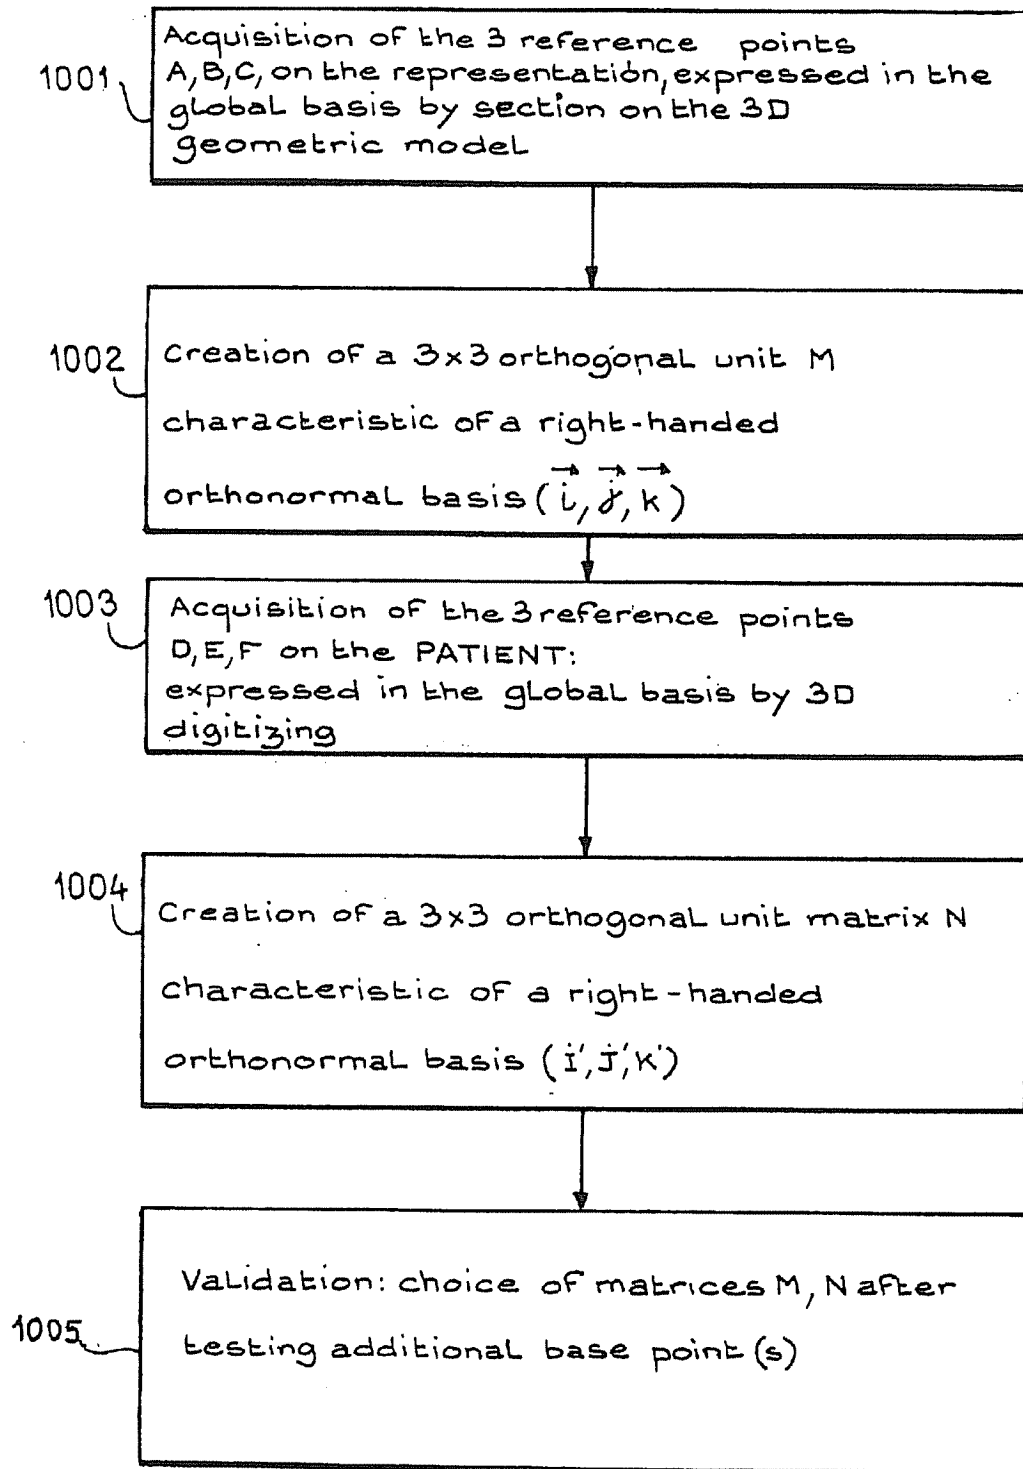 1001
Acquisition of the 3 reference points
A, B, C, on the representation, expressed in the
global basis by section on the 3D
geometric model
1002
Creation of a 3x3 orthogonal unit M
characteristic of a right-handed
orthonormal basis (i, j, k)
1003
Acquisition of the 3 reference points
D, E, F on the PATIENT:
expressed in the global basis by 3D
digitizing
1004
Creation of a 3x3 orthogonal unit matrix N
characteristic of a right-handed
orthonormal basis (i', j', k')
1005
Validation: choice of matrices M, N after
testing additional base point (s)